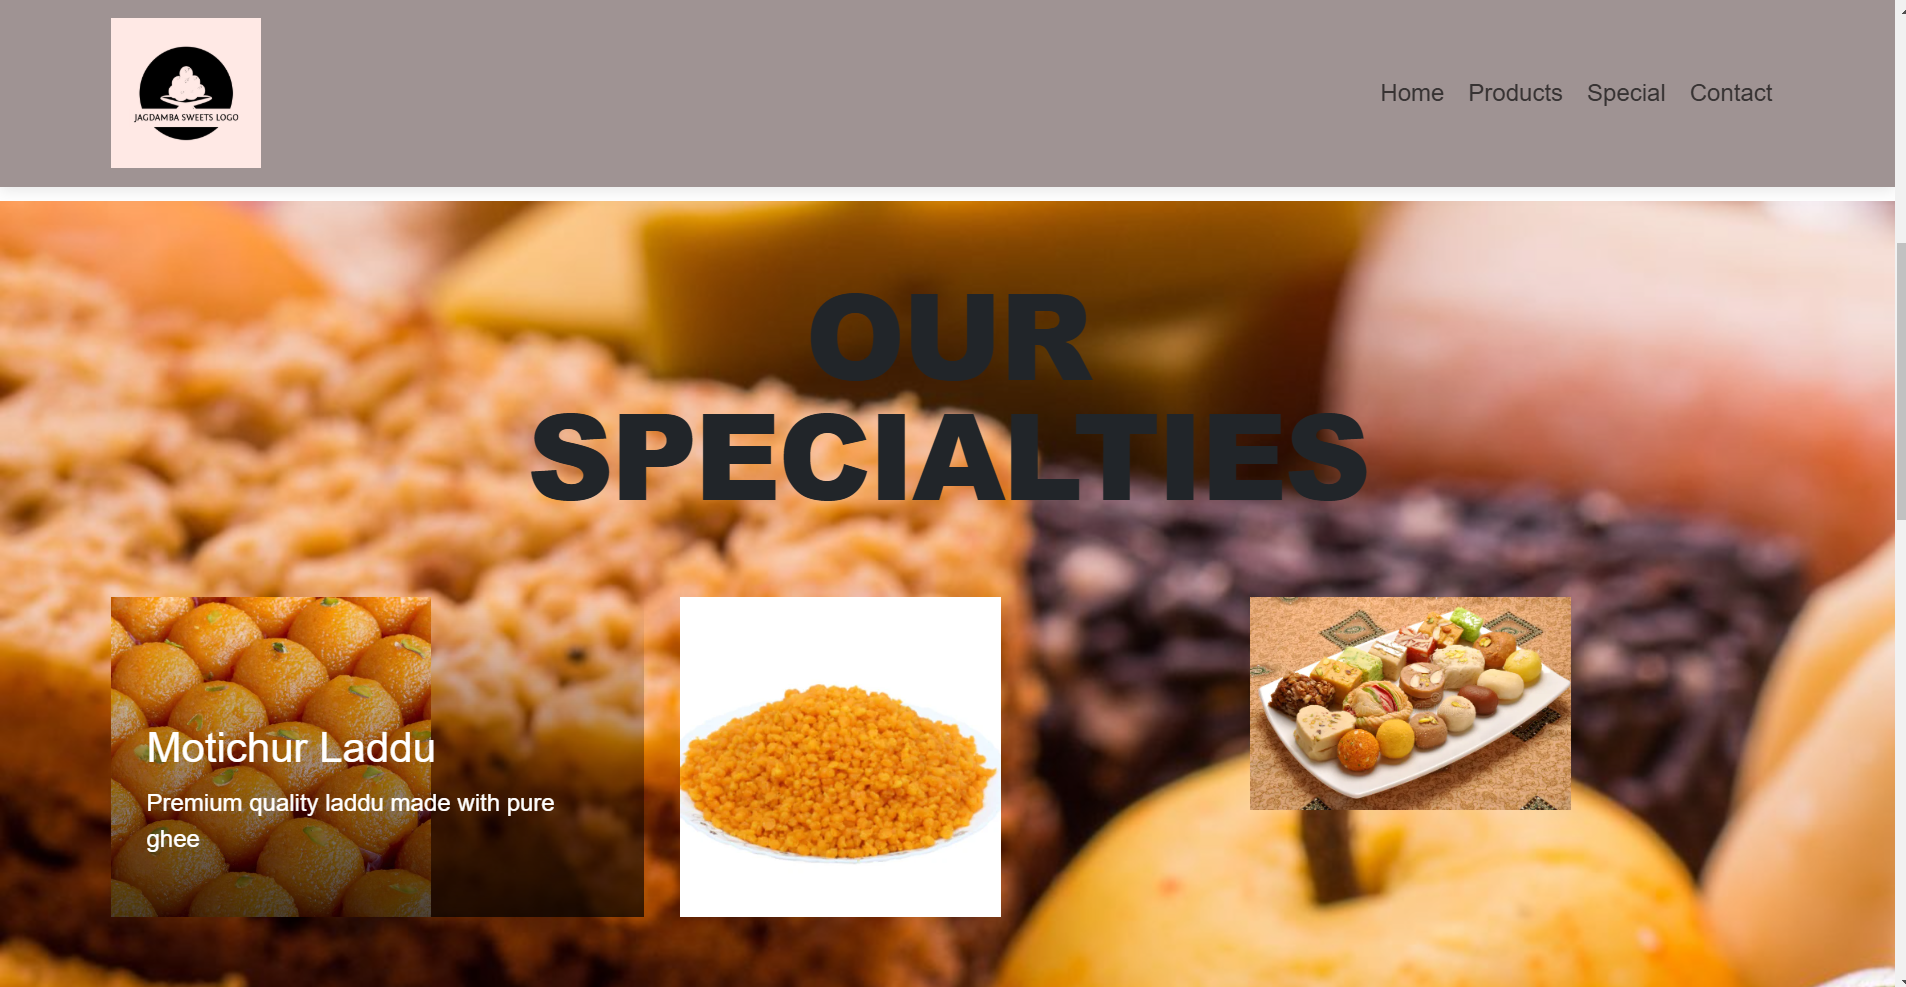 JAGDAMBA SWEETS LOGO
Home Products Special Contact
OUR
SPECIALTIES
Motichur Laddu
Premium quality laddu made with pure
ghee